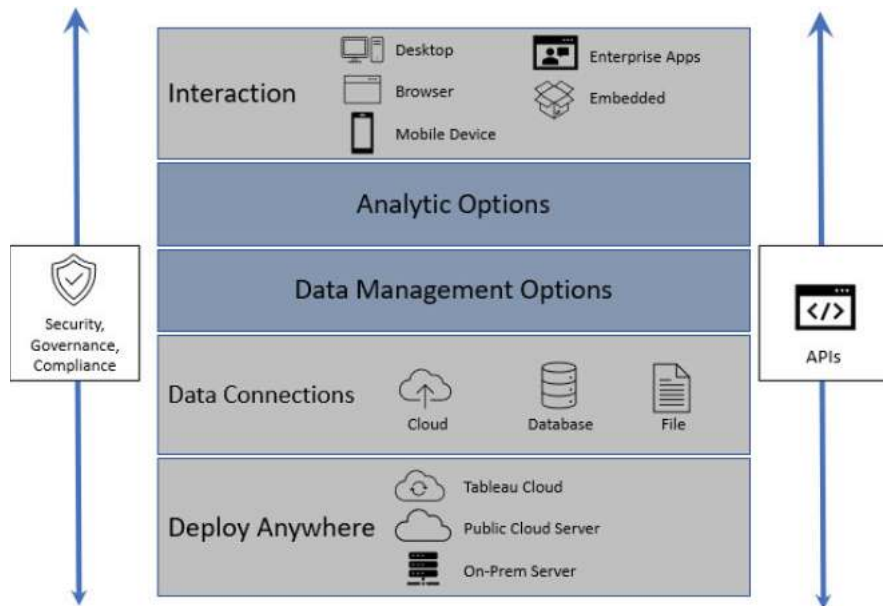 Interaction
Desktop
Browser
Mobile Device
Enterprise Apps
Embedded
Analytic Options
Data Management Options
Security,
Governance,
Compliance
</>
APIs
Data Connections
Cloud
Database
File
Deploy Anywhere
Tableau Cloud
Public Cloud Server
On-Prem Server